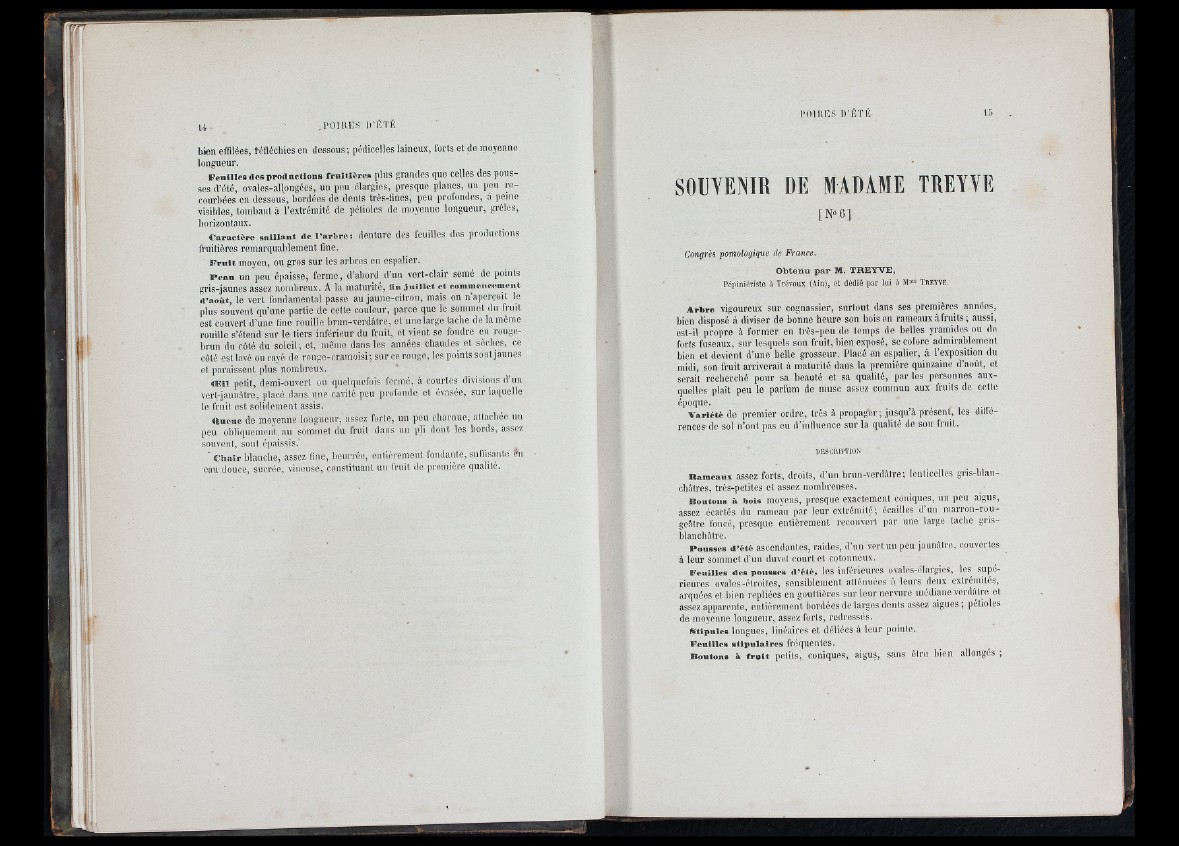 14
POIRES D'ÉTÉ
bien effilées, réfléchies en dessous; pédicelles laineux, forts et de moyenne
longueur.
Feuilles des productions fruitières plus grandes que celles des pous-
ses d'été, ovales-allongées, un peu élargies, presque planes, un peu re-
courbées en dessous, bordées de dents très-fines, peu profondes, à peine
visibles, tombant à l'extrémité de pétioles de moyenne longueur, grêles,
horizontaux.
Caractère saillant de l'arbre: denture des feuilles des productions
fruitières remarquablement fine.
Fruit moyen, ou gros sur les arbres en espalier.
Peau un peu épaisse, ferme, d'abord d'un vert-clair semé de points
gris-jaunes assez nombreux. A la maturité, fin juillet et commencement
d'août, le vert fondamental passe au jaune-citron, mais on n'aperçoit le
plus souvent qu'une partie de cette couleur, parce que le sommet du fruit
est couvert d'une fine rouille brun-verdâtre, et une large tache de la même
rouille s'étend sur le tiers inférieur du fruit, et vient se fondre en rouge-
brun du côté du soleil; et, même dans les années chaudes et sèches, ce
côté est lavé ou rayé de rouge-cramoisi; sur ce rouge, les points sont jaunes
et paraissent plus nombreux.
Œil petit, demi-ouvert ou quelquefois fermé, à courtes divisions d'un
vert-jaunâtre, placé dans une cavité peu profonde et évasée, sur laquelle
le fruit est solidement assis.
Queue de moyenne longueur, assez forte, un peu charnue, attachée un
peu obliquement au sommet du fruit dans un pli dont les bords, assez
souvent, sont épaissis.
Chair blanche, assez fine, beurrée, entièrement fondante, suffisante en
eau douce, sucrée, vineuse, constituant un fruit de première qualité.
POIRES D'ÉTÉ
15
SOUVENIR DE MADAME TREYVE
[N° 6]
Congrès pomologique de France.
Obtenu par M. TREYVE,
Pépiniériste à Trévoux (Ain), et dédié par lui à Mme TREYVE.
Arbre vigoureux sur cognassier, surtout dans ses premières années,
bien disposé à diviser de bonne heure son bois en rameaux à fruits; aussi,
est-il propre à former en très-peu de temps de belles yramides ou de
forts fuseaux, sur lesquels son fruit, bien exposé, se colore admirablement
bien et devient d'une belle grosseur. Placé en espalier, à l'exposition du
midi, son fruit arriverait à maturité dans la première quinzaine d'août, et
serait recherché pour sa beauté et sa qualité, par les personnes aux-
quelles plaît peu le parfum de musc assez commun aux fruits de cette
époque.
Variété de premier ordre, très à propager; jusqu'à présent, les diffé-
rences de sol n'ont pas eu d'influence sur la qualité de son fruit.
DESCRIPTION
Rameaux assez forts, droits, d'un brun-verdâtre; lenticelles gris-blan-
châtres, très-petites et assez nombreuses.
Boutons à bois moyens, presque exactement coniques, un peu aigus,
assez écartés du rameau par leur extrémité; écailles d'un marron-rou-
geâtre foncé, presque entièrement recouvert par une large tache gris-
blanchâtre.
Pousses d'été ascendantes, raides, d'un vert un peu jaunâtre, couvertes
à leur sommet d'un duvet court et cotonneux.
Feuilles des pousses d'été, les inférieures ovales-élargies, les supé-
rieures ovales-étroites, sensiblement atténuées à leurs deux extrémités,
arquées et bien repliées en gouttières sur leur nervure médiane verdâtre et
assez apparente, entièrement bordées de larges dents assez aigues; pétioles
de moyenne longueur, assez forts, redressés.
Stipules longues, linéaires et déliées à leur pointe.
Feuilles stipulaires fréquentes.
Boutons à fruit petits, coniques, aigus, sans être bien allongés;